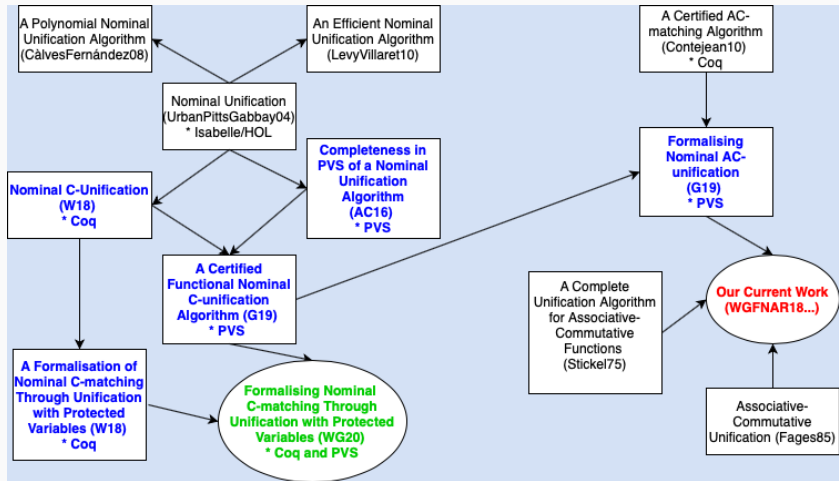 A Polynomial Nominal
Unification Algorithm
(CàlvesFernández08)
An Efficient Nominal
Unification Algorithm
(LevyVillaret10)
A Certified AC-
matching Algorithm
(Contejean10)
* Coq
Nominal Unification
(UrbanPittsGabbay04)
* Isabelle/HOL
Nominal C-Unification
(W18)
* Coq
Completeness in
PVS of a Nominal
Unification
Algorithm
(AC16)
* PVS
Formalising
Nominal AC-
unification
(G19)
* PVS
A Certified
Functional Nominal
C-unification
Algorithm (G19)
* PVS
A Complete
Unification Algorithm
for Associative-
Commutative
Functions
(Stickel75)
Our Current Work
(WGFNAR18...)
A Formalisation of
Nominal C-matching
Through Unification
with Protected
Variables (W18)
* Coq
Formalising Nominal
C-matching Through
Unification with Protected
Variables (WG20)
* Coq and PVS
Associative-
Commutative
Unification (Fages85)